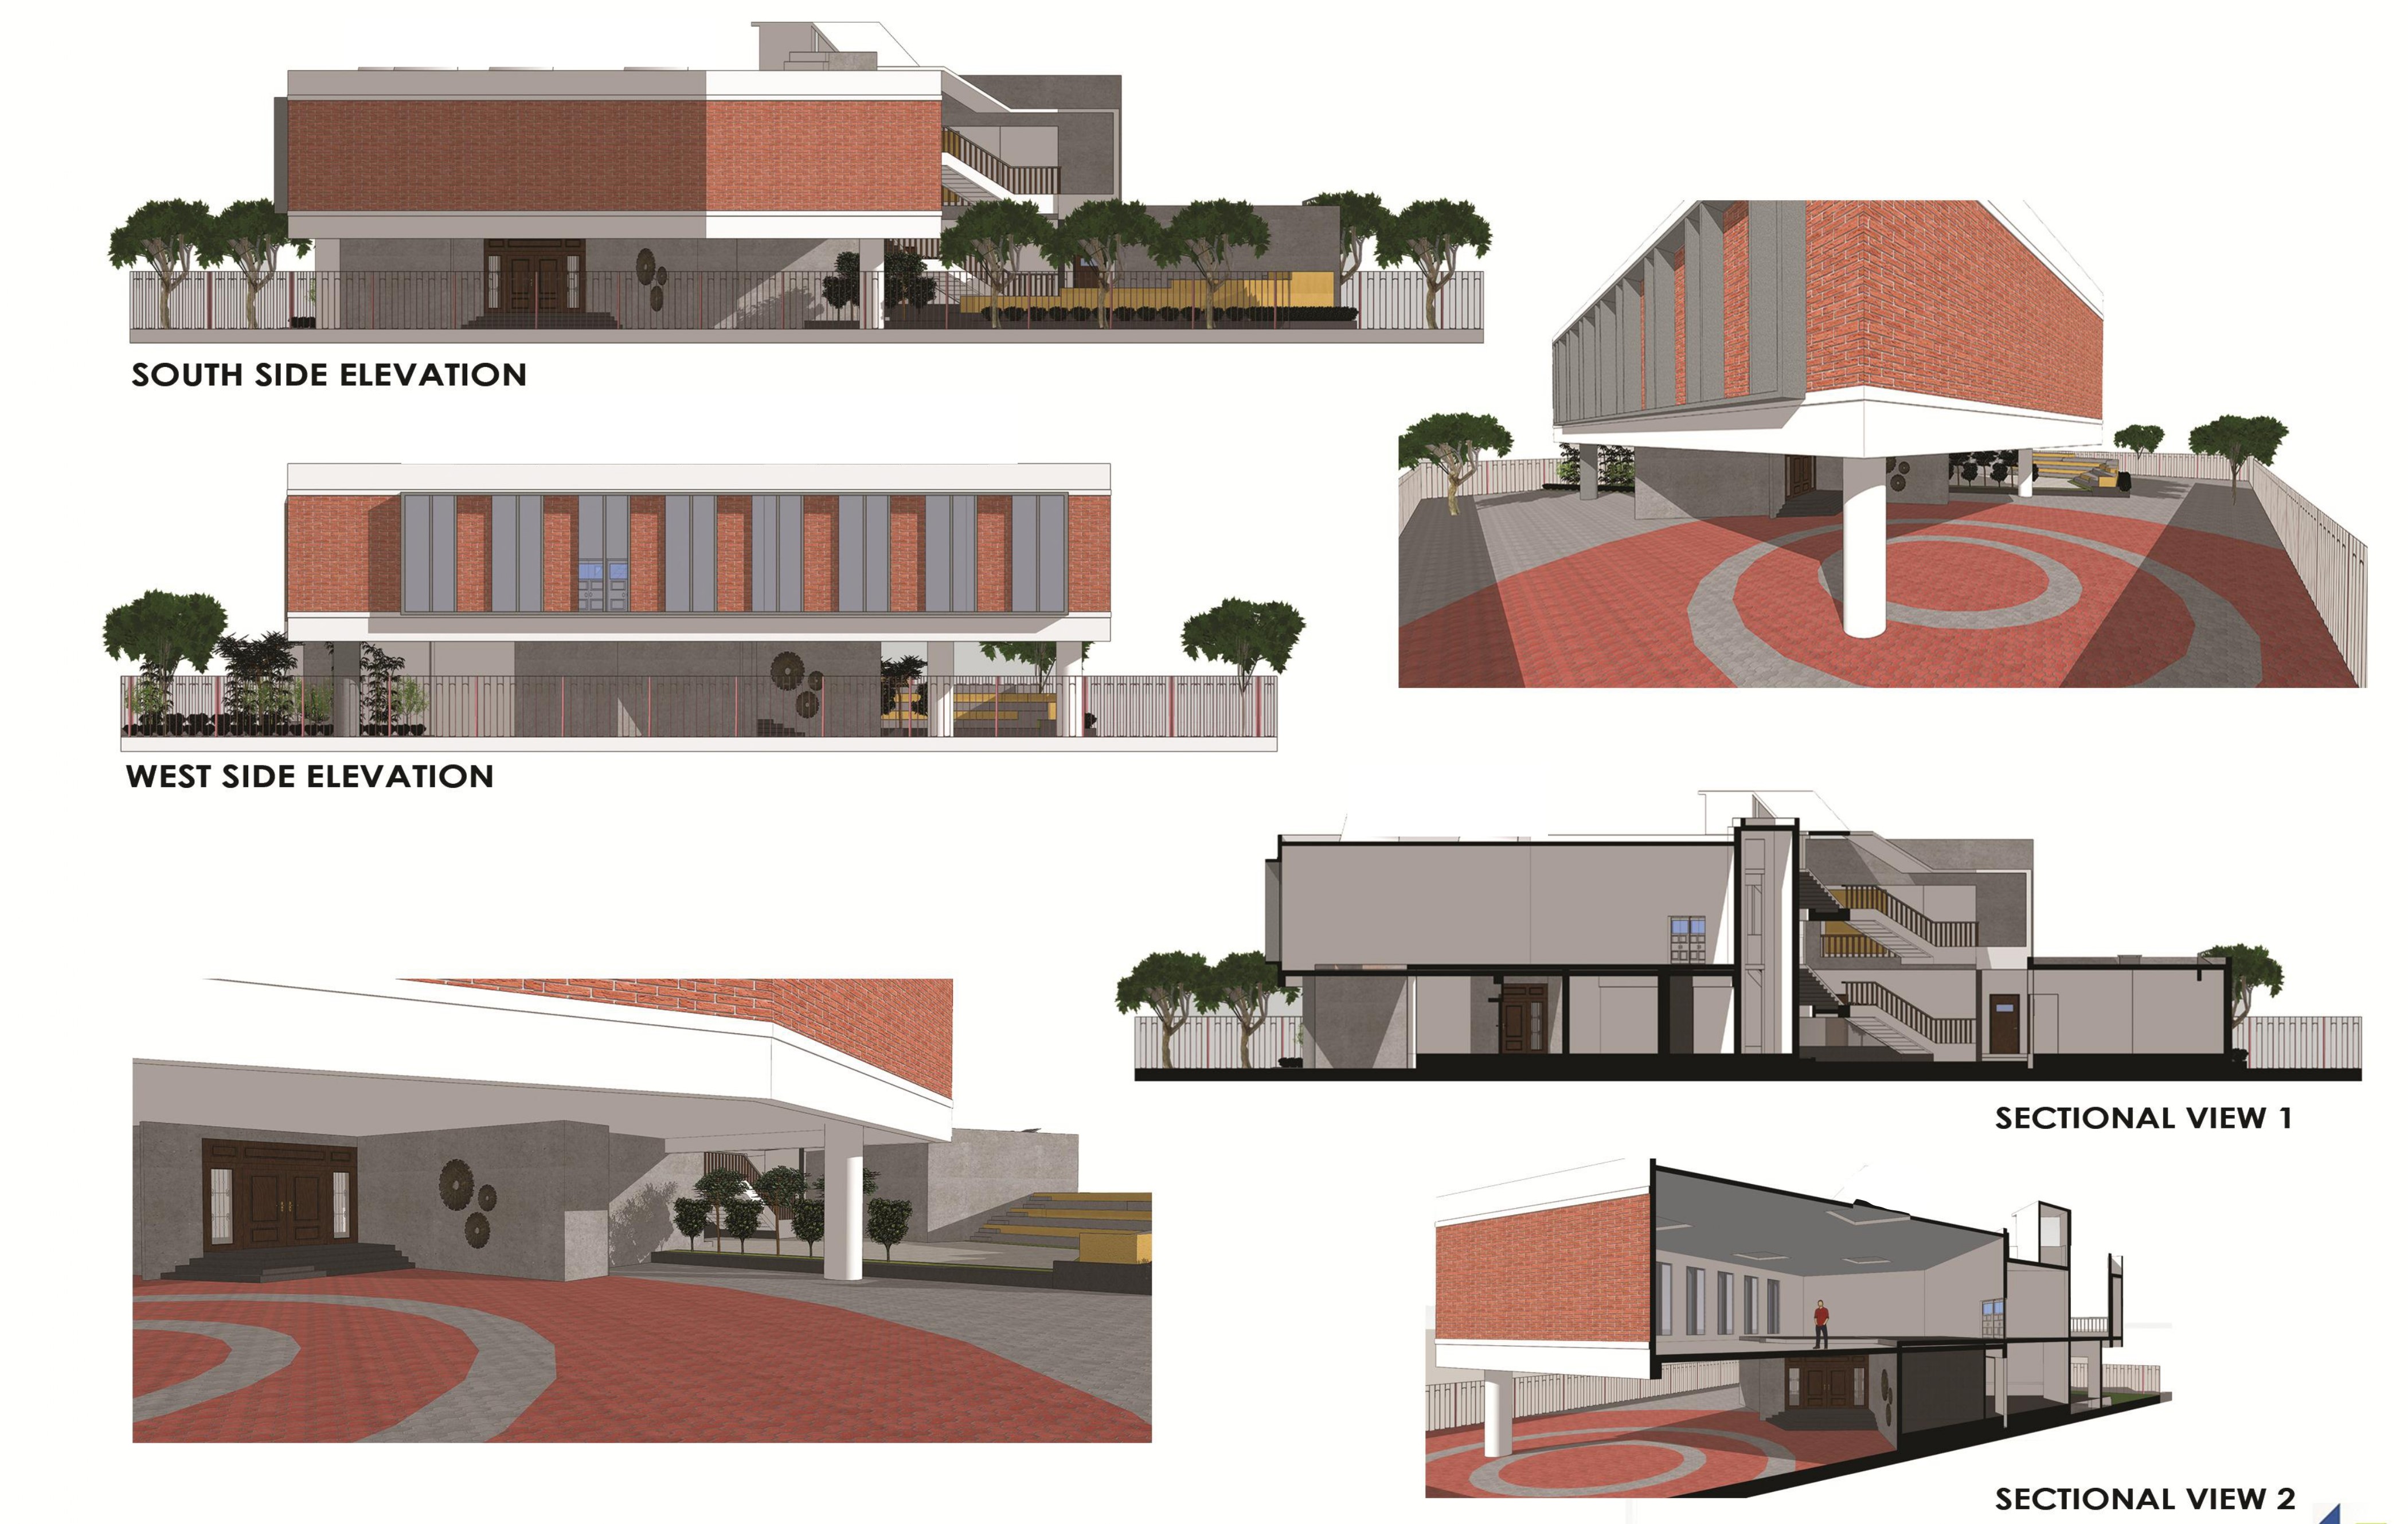 SOUTH SIDE ELEVATION
WEST SIDE ELEVATION
SECTIONAL VIEW 1
SECTIONAL VIEW 2